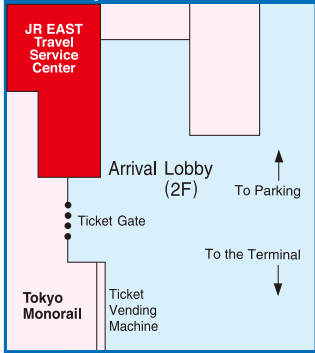 JR EAST
Travel
Service
Center
Arrival Lobby
(2F)
To Parking
Ticket Gate
To the Terminal
Tokyo
Monorail
Ticket
Vending
Machine